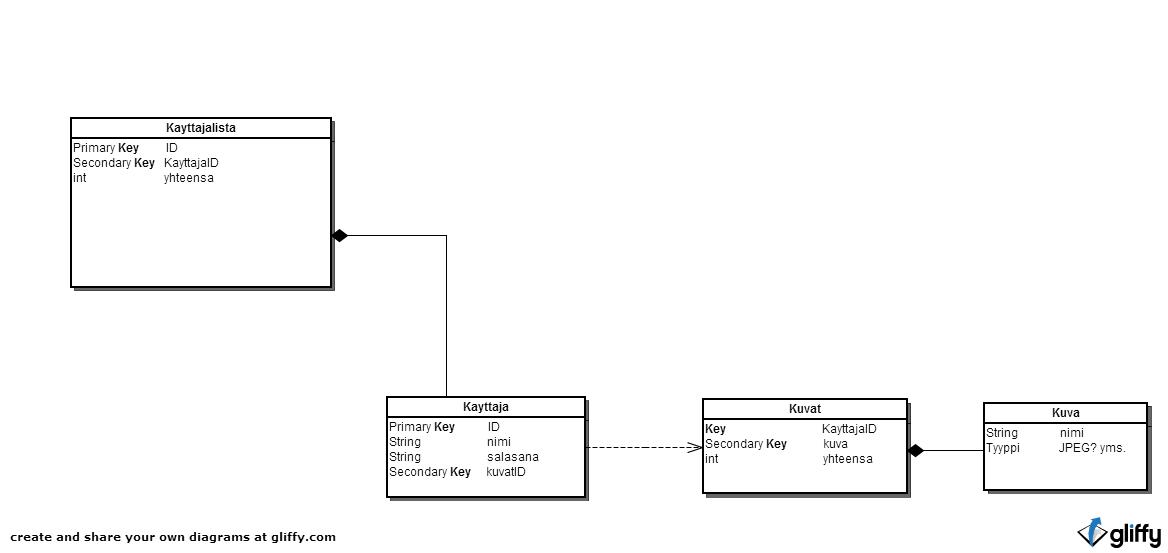 Kayttajalista
Primary Key ID
Secondary Key KayttajaID
int yhteensa
Kayttaja
Primary Key ID
String nimi
String salasana
Secondary Key kuvatID
Kuvat
Key KayttajaID
Secondary Key kuva
int yhteensa
Kuva
String nimi
Tyyppi JPEG? yms.
create and share your own diagrams at gliffy.com
gliffy